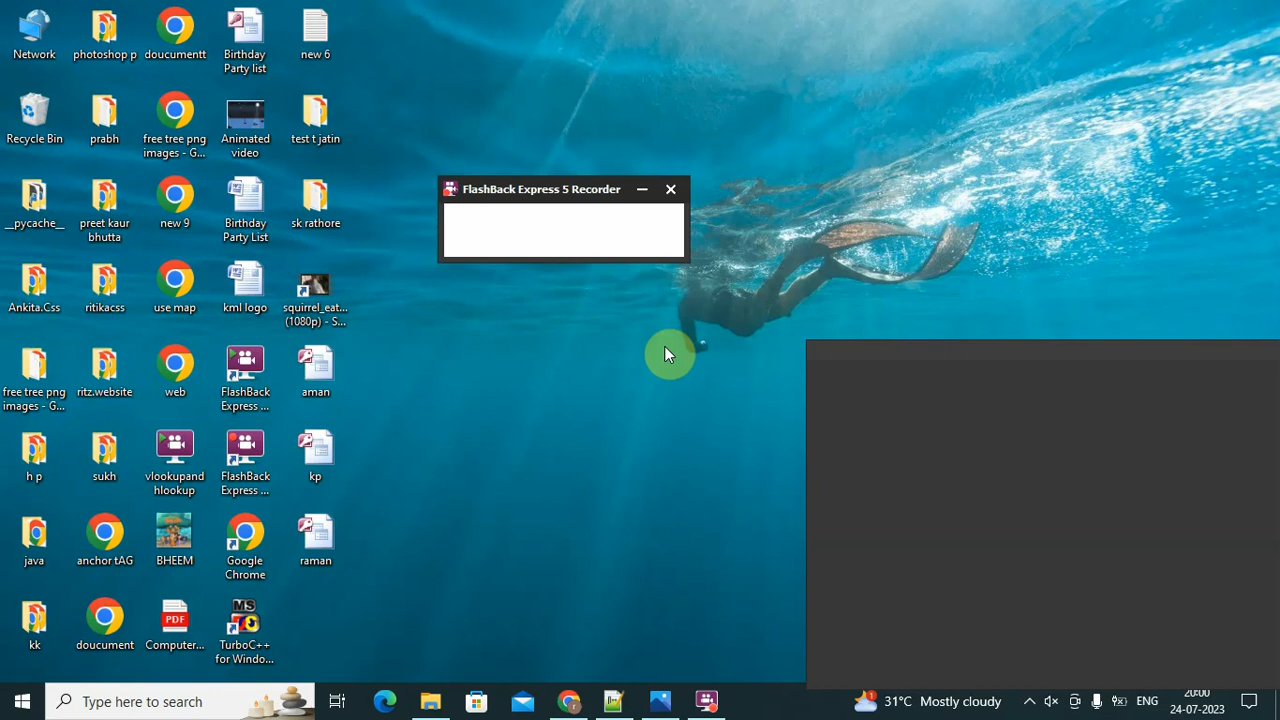 Network
photoshop p
doucumentt
Birthday
Party list
new 6
Recycle Bin
prabh
free tree png
images - G...
Animated
video
test t jatin
__pycache__
preet kaur
bhutta
new 9
Birthday
Party List
sk rathore
Ankita.Css
ritikacss
use map
kml logo
squirrel_eat...
(1080p) - S...
free tree png
images - G...
ritz.website
web
FlashBack
Express ...
aman
h p
sukh
vlookupand
hlookup
FlashBack
Express ...
kp
java
anchor tAG
BHEEM
Google
Chrome
raman
kk
doucument
PDF
Computer...
MS
TurboC++
for Windo...
FlashBack Express 5 Recorder
Type here to search
1
31°C Mostly cloudy
ENG
20:00
24-07-2023